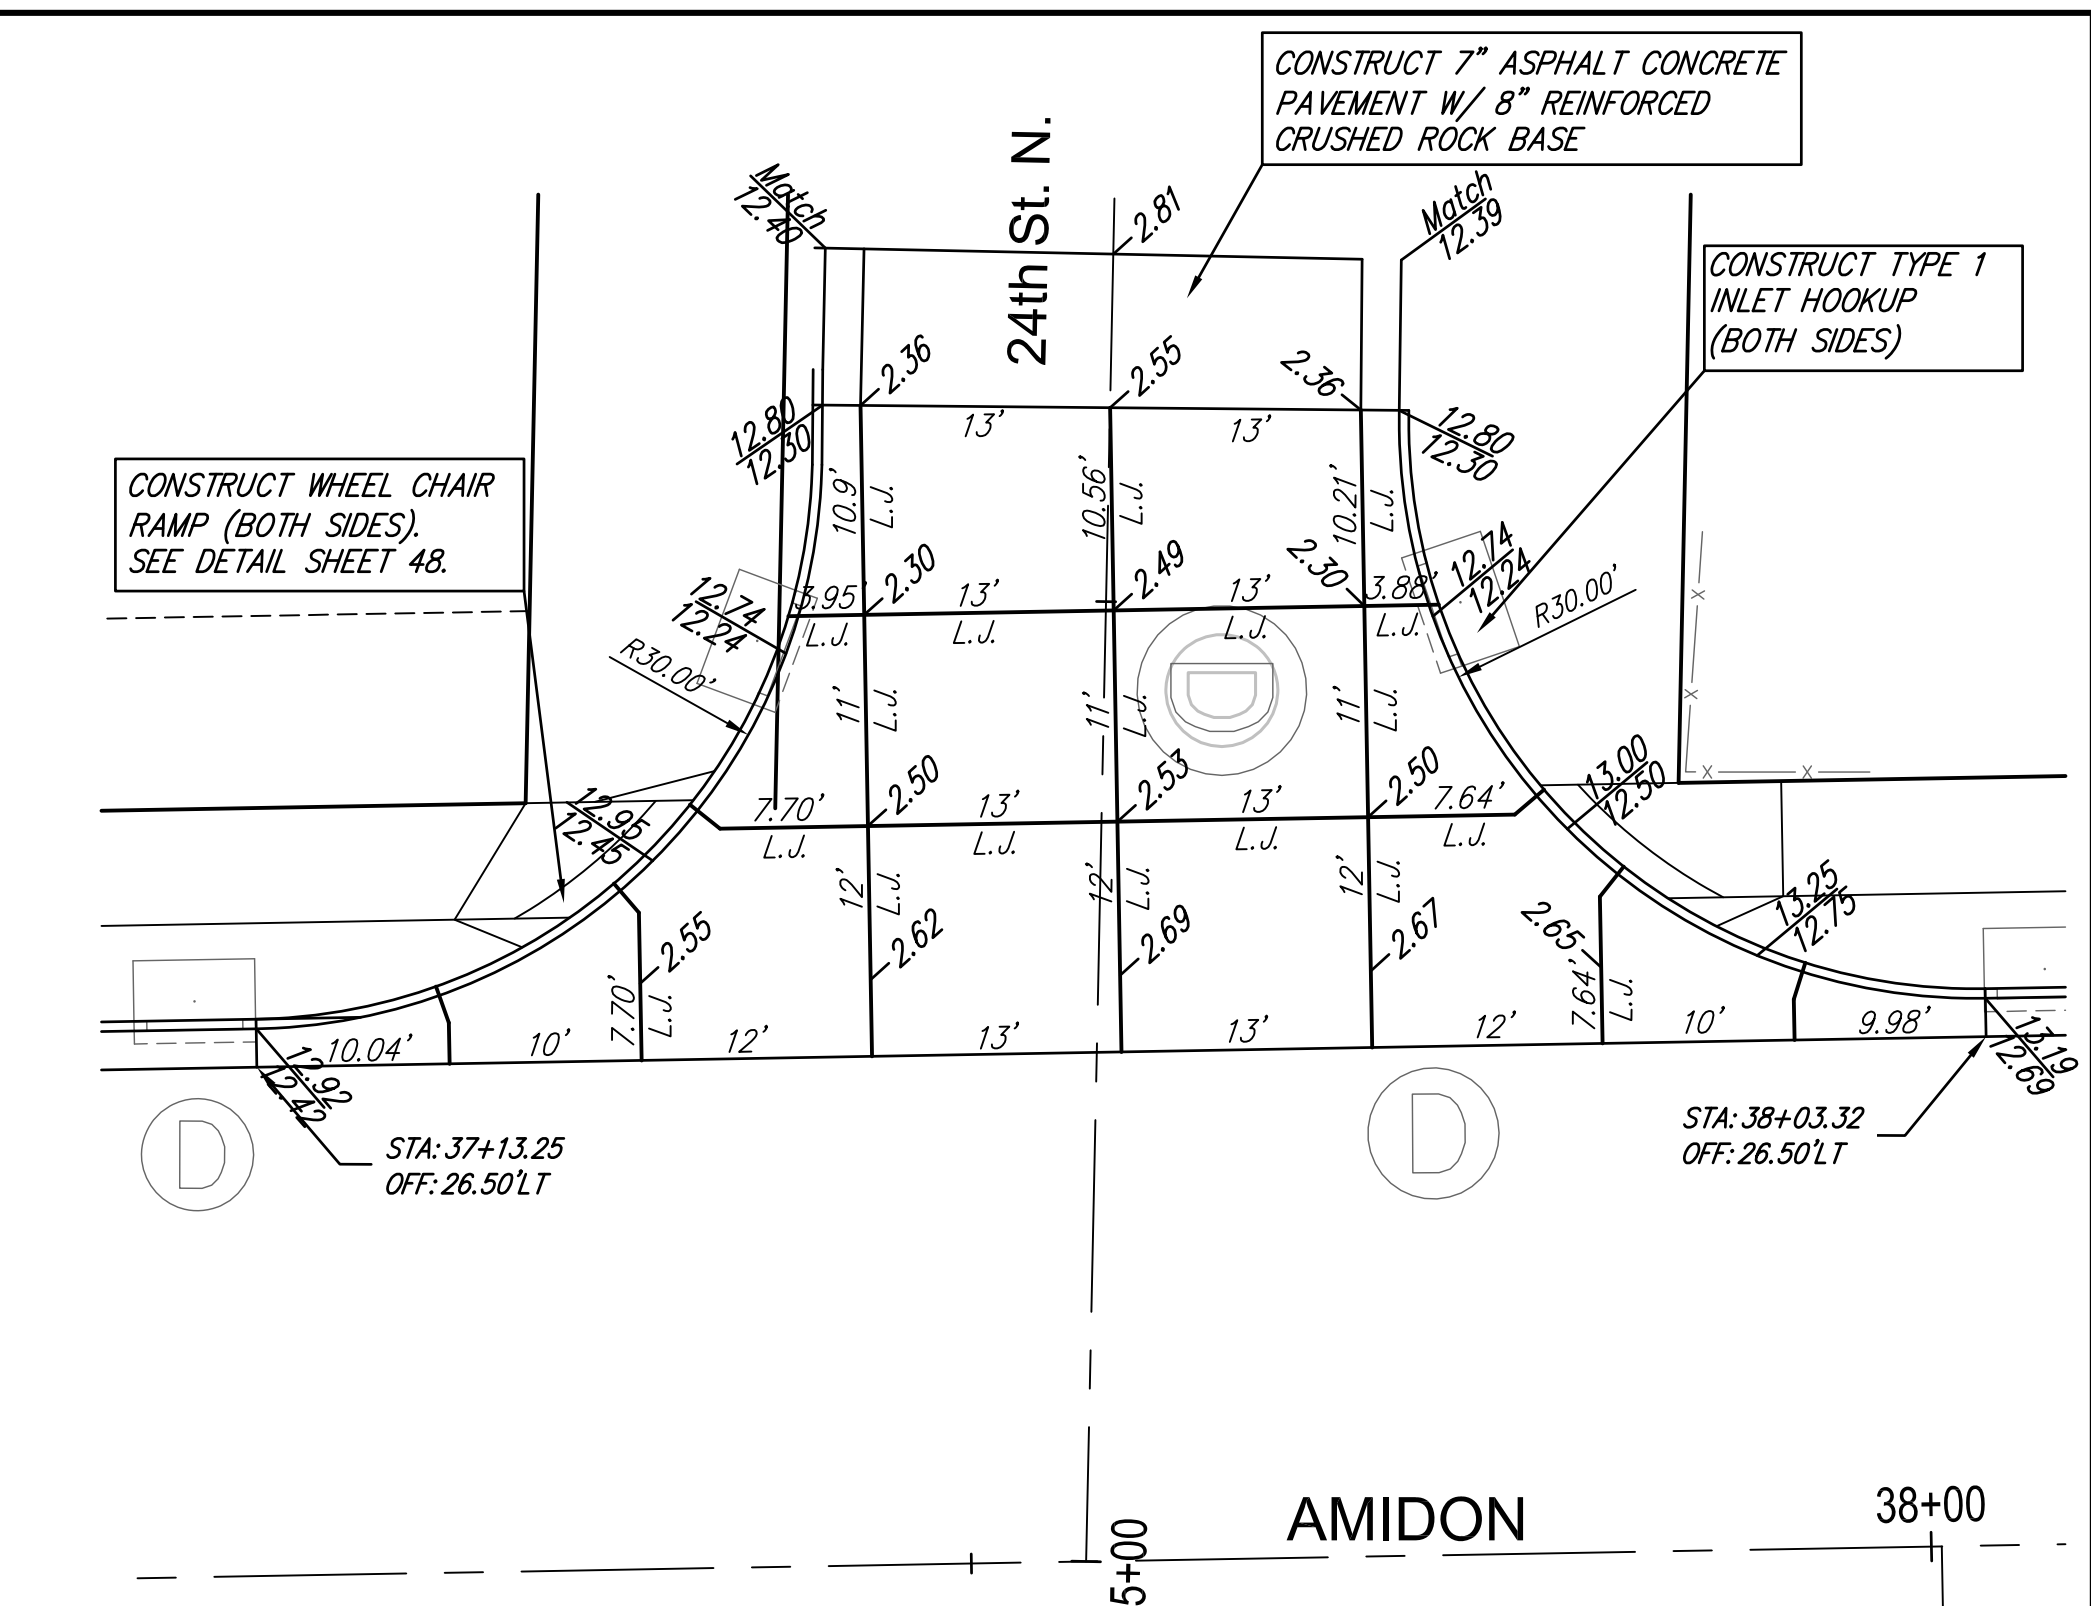 CONSTRUCT 7" ASPHALT CONCRETE
PAVEMENT W/ 8" REINFORCED
CRUSHED ROCK BASE
24th St. N.
Match
12.40
2.81
Match
12.39
CONSTRUCT TYPE 1
INLET HOOKUP
(BOTH SIDES)
2.36
2.55
2.36
12.80
12.30
13'
13'
12.80
12.30
CONSTRUCT WHEEL CHAIR
RAMP (BOTH SIDES).
SEE DETAIL SHEET 48.
10.9'
L.J.
10.56'
L.J.
10.21'
L.J.
12.74
12.24
3.95'
2.30
13'
2.49
13'
2.30
3.88'
12.74
12.24
L.J.
L.J.
L.J.
L.J.
R30.00'
R30.00'
11'
L.J.
11'
L.J.
11'
L.J.
D
12.95
12.45
7.70'
2.50
13'
2.53
13'
2.50
7.64'
13.00
12.50
L.J.
L.J.
L.J.
L.J.
12'
L.J.
12'
L.J.
12'
L.J.
2.55
2.62
2.69
2.67
2.65
13.25
12.75
7.70'
L.J.
7.64'
L.J.
10.04'
10'
12'
13'
13'
12'
10'
9.98'
12.92
12.42
13.19
12.69
D
D
STA: 37+13.25
OFF: 26.50'LT
STA: 38+03.32
OFF: 26.50'LT
X
X
X
X
AMIDON
38+00
5+00